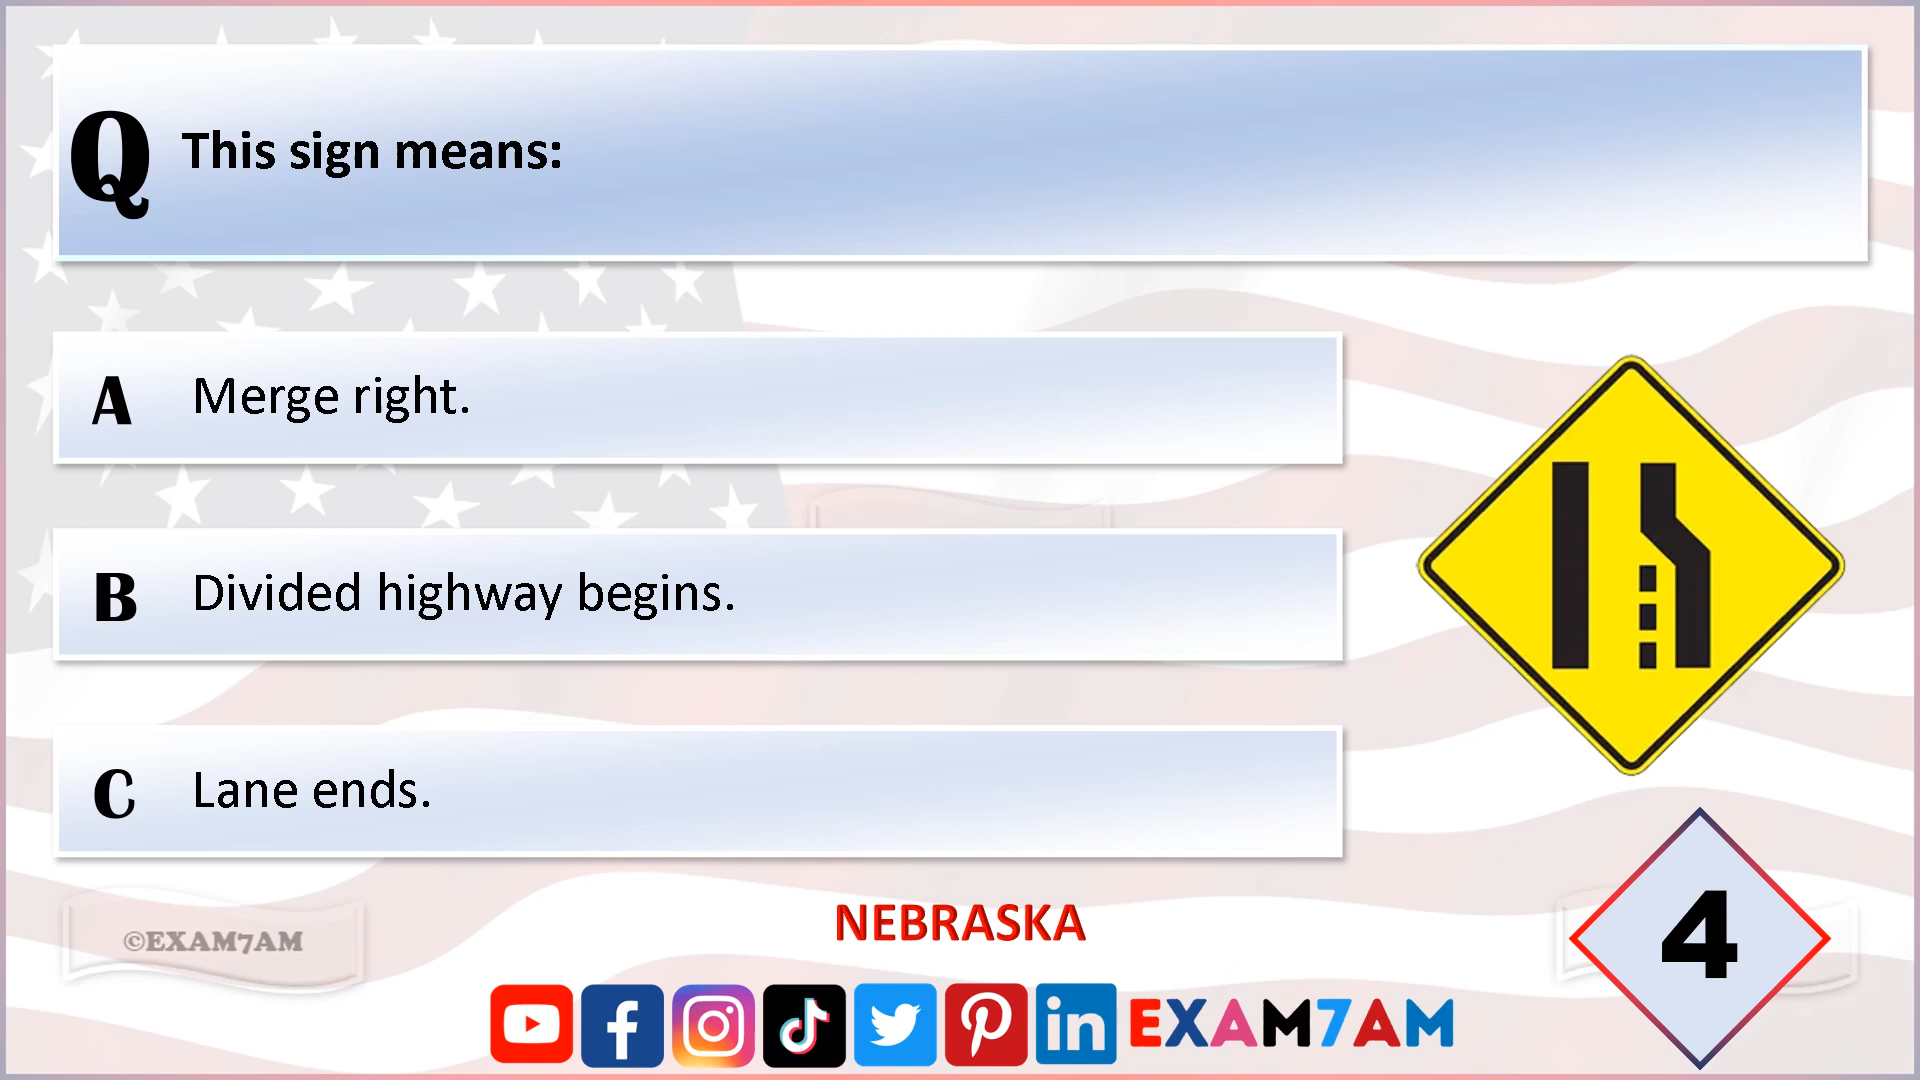 Q This sign means:
A Merge right.
B Divided highway begins.
C Lane ends.
NEBRASKA
©EXAM7AM
4
EXAM7AM